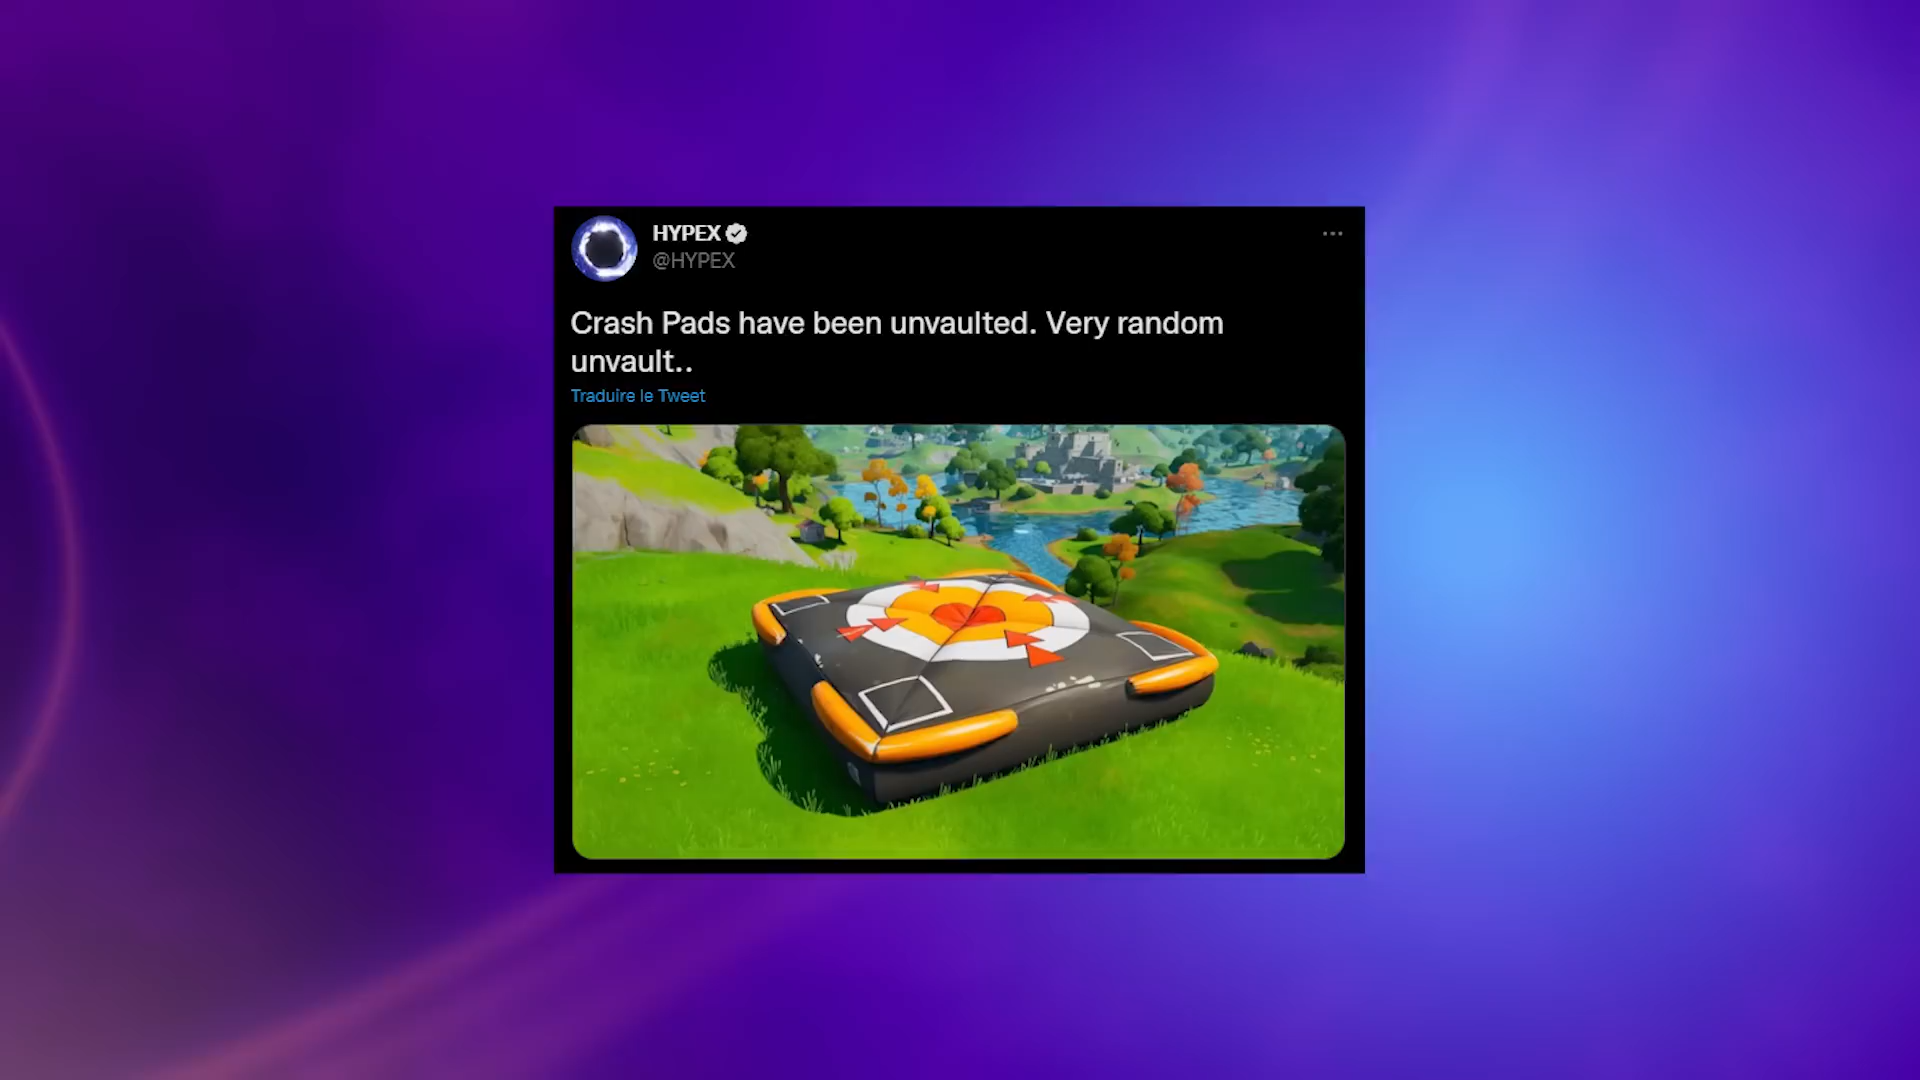 HYPEX
@HYPEX
Crash Pads have been unvaulted. Very random
unvault..
Traduire le Tweet